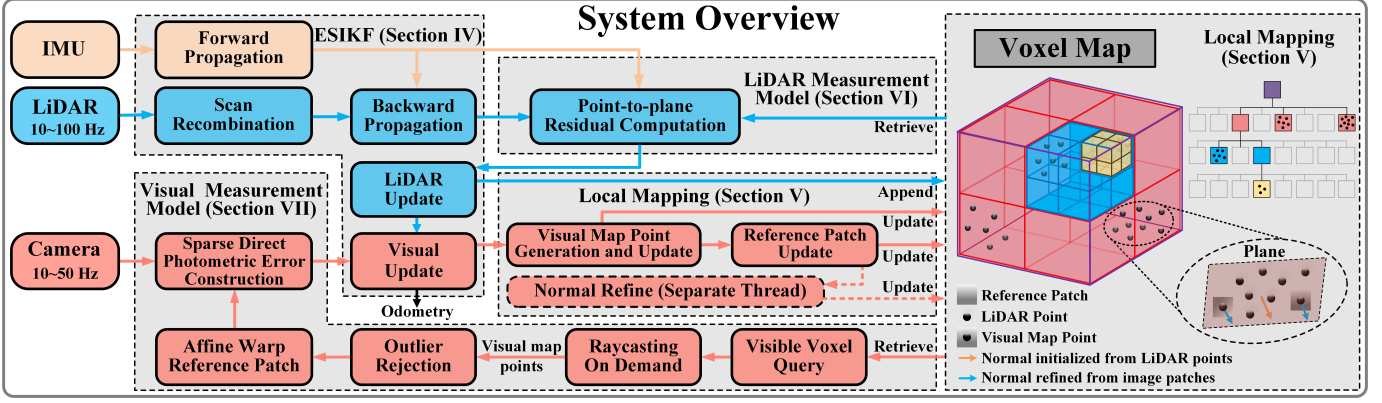 System Overview
IMU
Forward
Propagation
ESIKF (Section IV)
LiDAR
10~100 Hz
Scan
Recombination
Backward
Propagation
LiDAR Measurement
Model (Section VI)
Point-to-plane
Residual Computation
Retrieve
LiDAR
Update
Append
Visual Measurement
Model (Section VII)
Local Mapping (Section V)
Camera
10~50 Hz
Sparse Direct
Photometric Error
Construction
Visual
Update
Odometry
Visual Map Point
Generation and Update
Reference Patch
Update
Update
Update
Normal Refine (Separate Thread)
Update
Affine Warp
Reference Patch
Outlier
Rejection
Visual map
points
Raycasting
On Demand
Visible Voxel
Query
Retrieve
Voxel Map
Local Mapping
(Section V)
Plane
Reference Patch
LiDAR Point
Visual Map Point
Normal initialized from LiDAR points
Normal refined from image patches